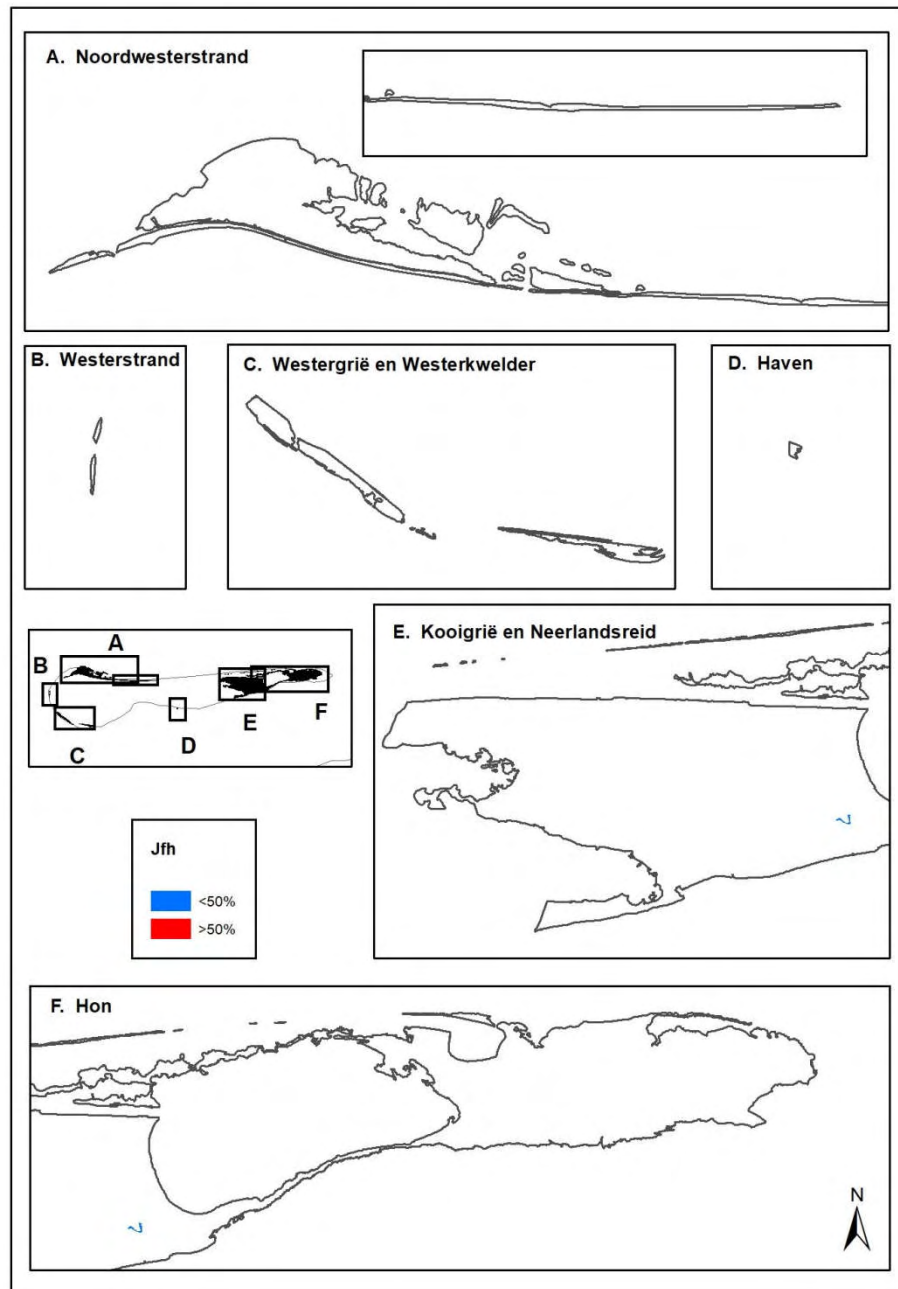 A. Noordwesterstrand
B. Westerstrand
C. Westergrië en Westerkwelder
D. Haven
A
B
C
D
E
F
E. Kooigrië en Neerlandsreid
Jfh
<50%
>50%
F. Hon
N